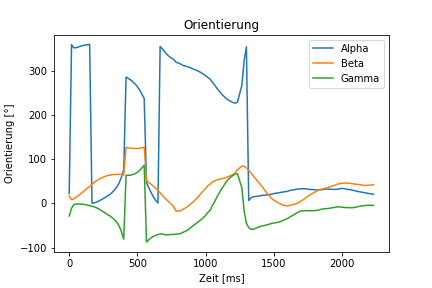 Orientierung
Alpha
Beta
Gamma
Orientierung [°]
300
200
100
0
−100
0
500
1000
1500
2000
Zeit [ms]